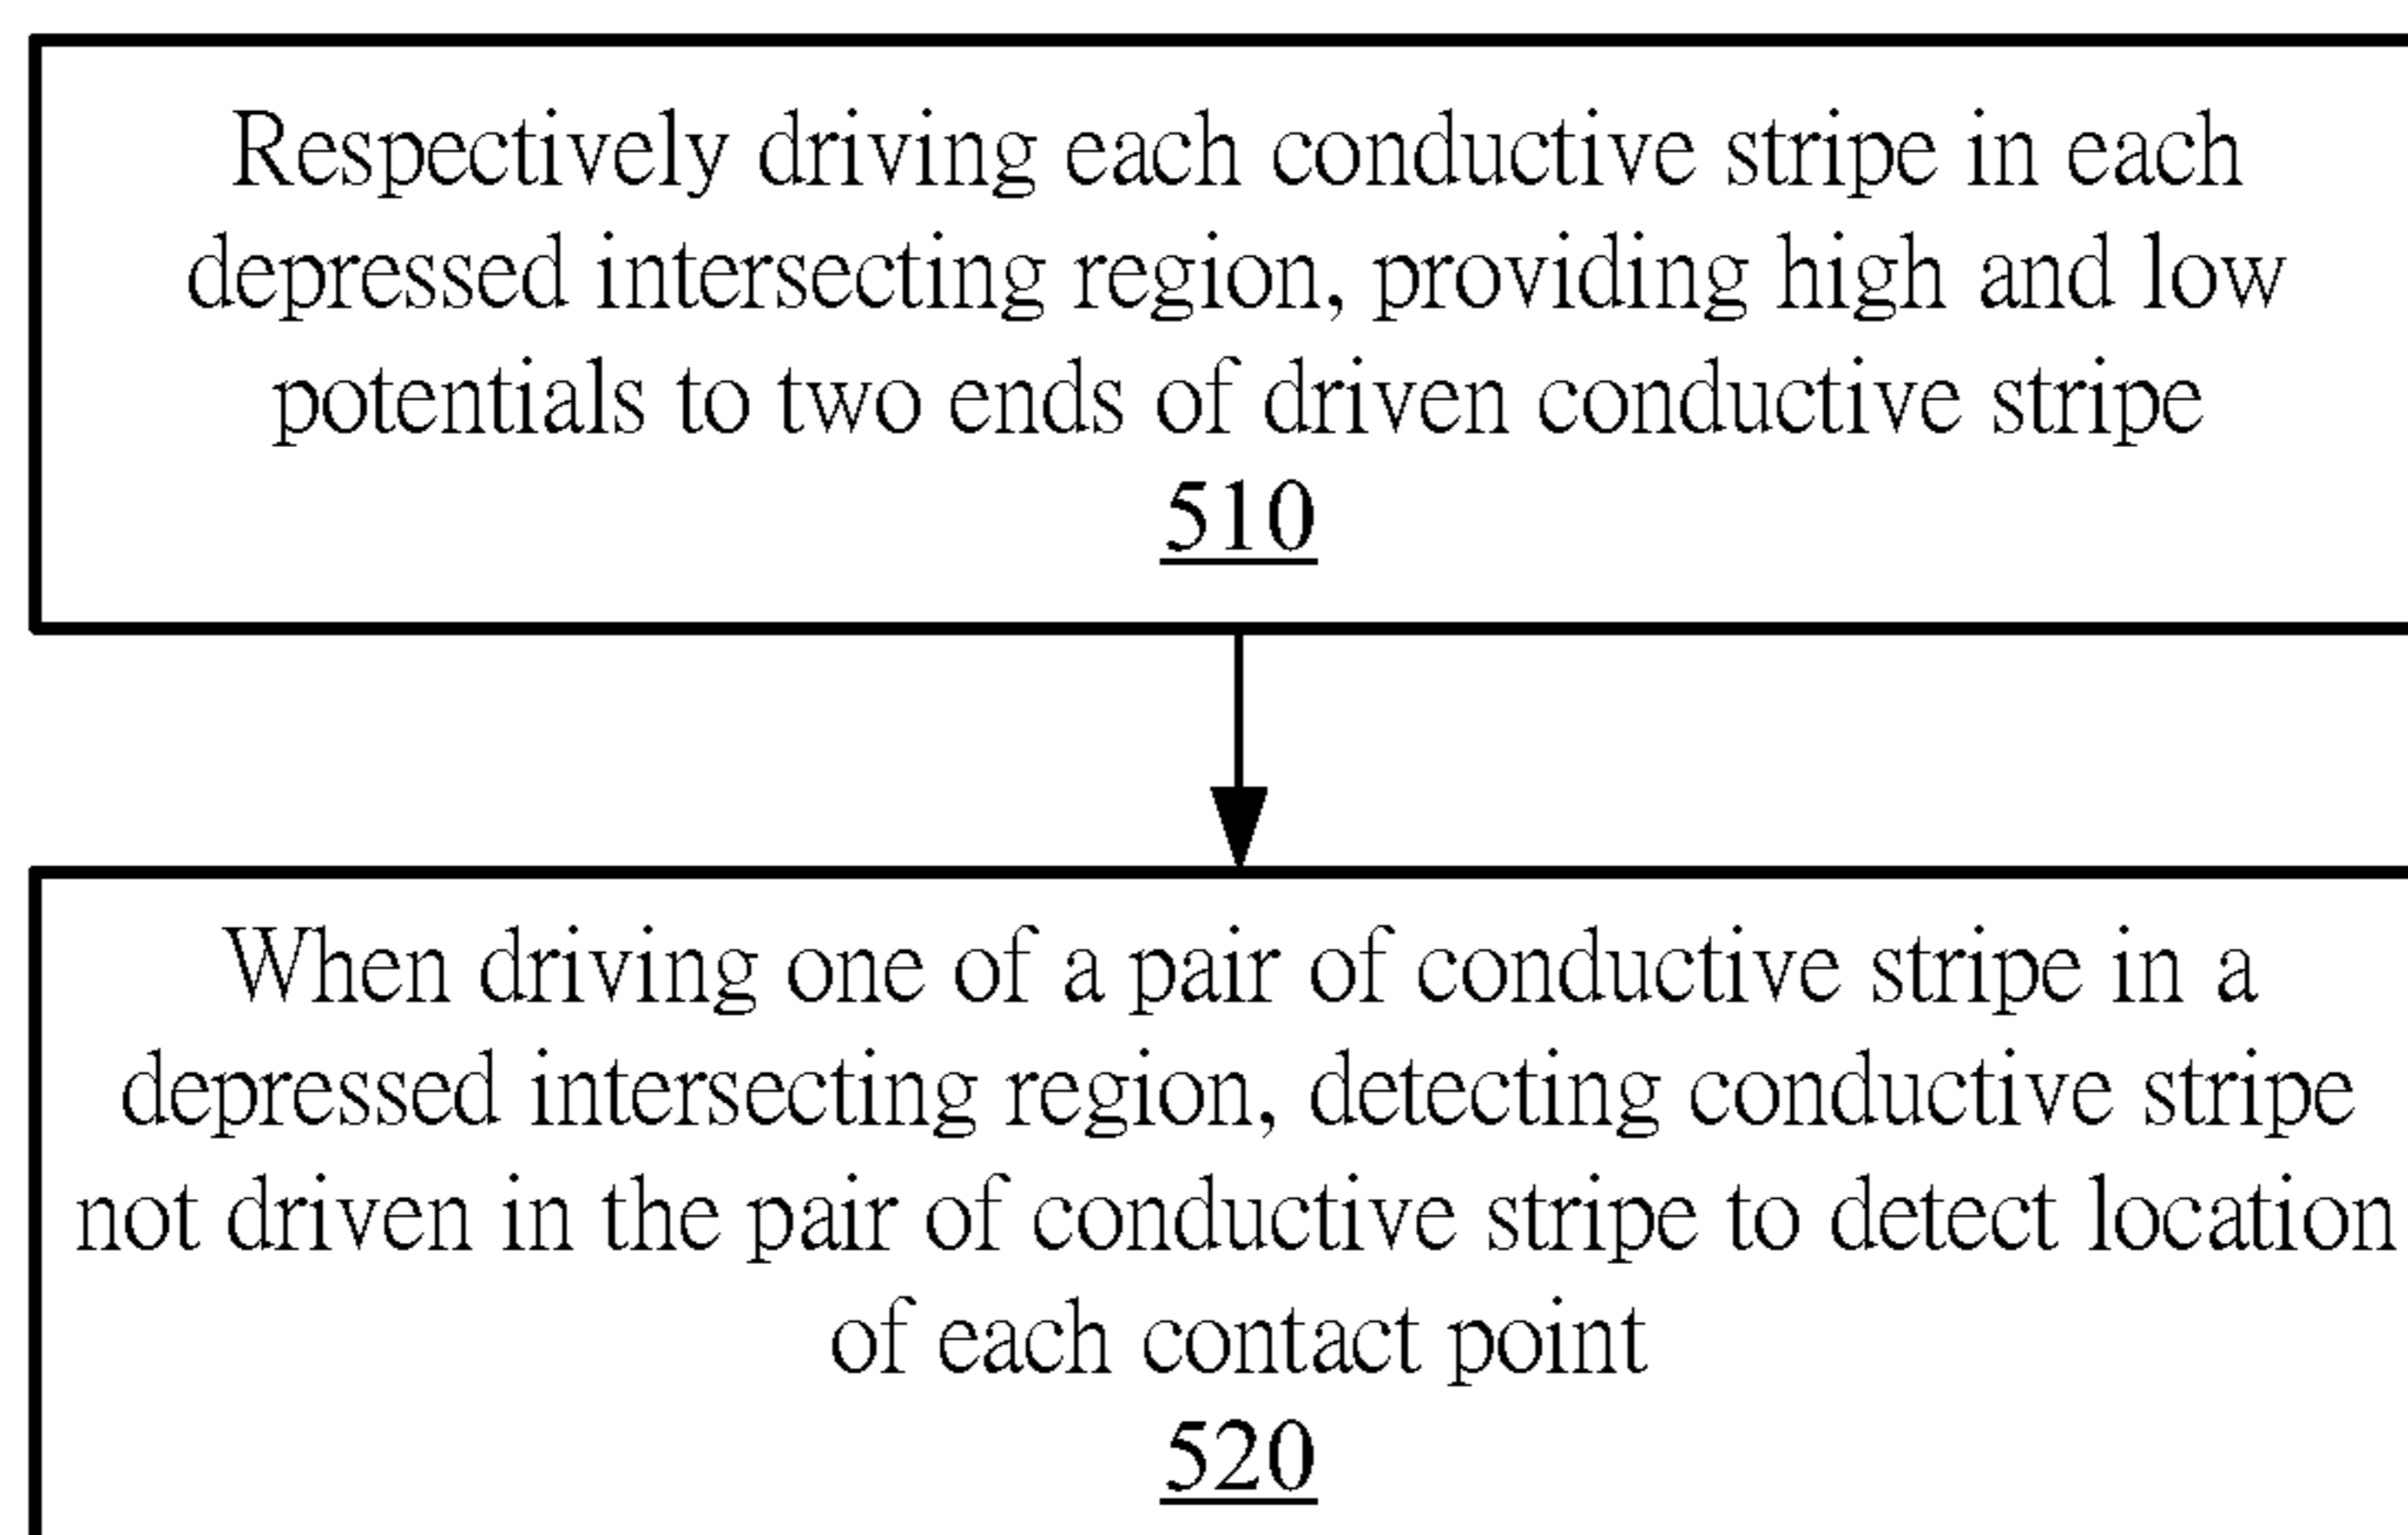 Respectively driving each conductive stripe in each
depressed intersecting region, providing high and low
potentials to two ends of driven conductive stripe
510
When driving one of a pair of conductive stripe in a
depressed intersecting region, detecting conductive stripe
not driven in the pair of conductive stripe to detect location
of each contact point
520